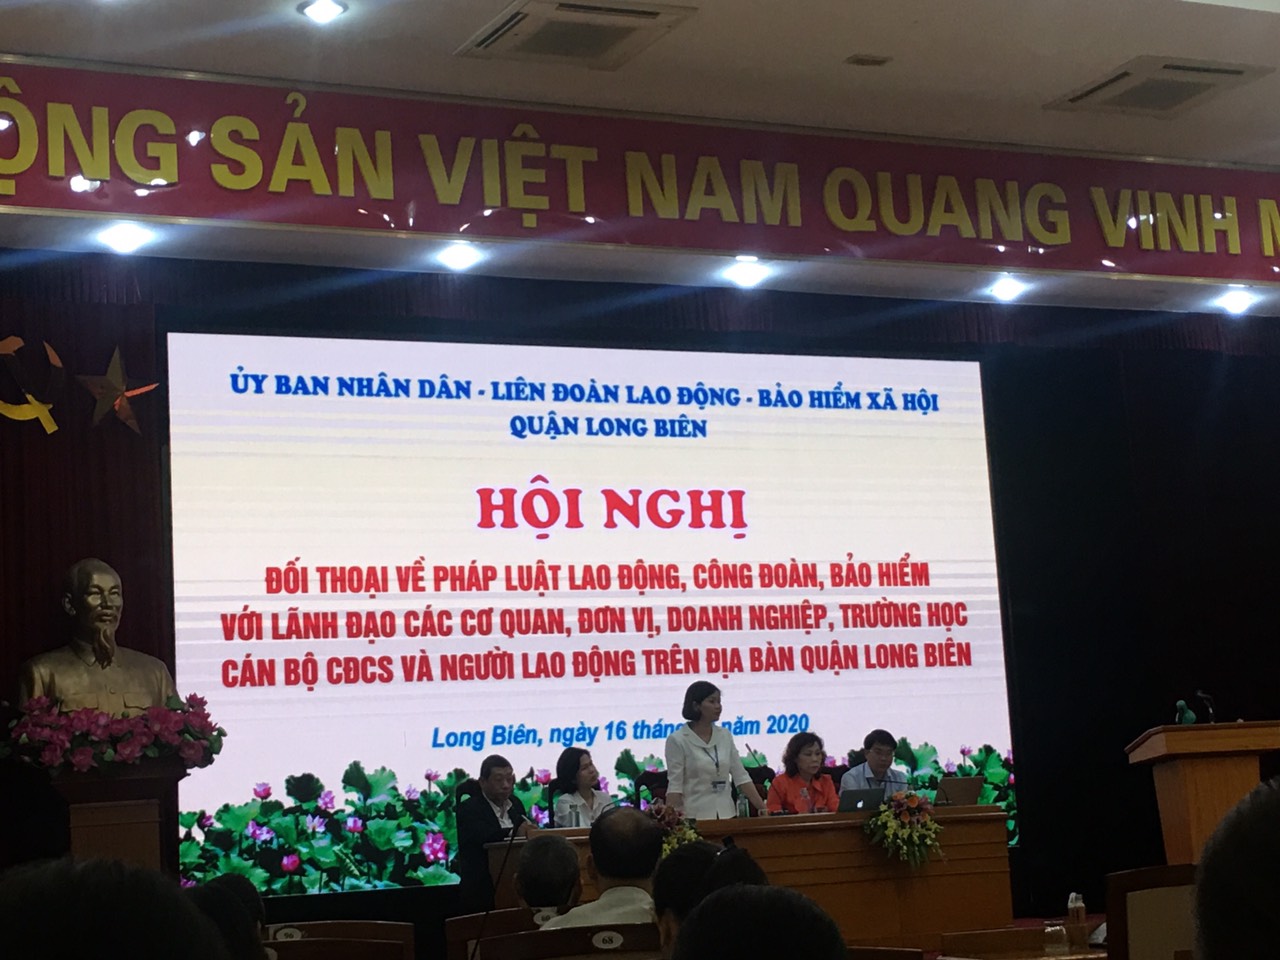 ỘNG SẢN VIỆT NAM QUANG VINH
ỦY BAN NHÂN DÂN - LIÊN ĐOÀN LAO ĐỘNG - BẢO HIỂM XÃ HỘI
QUẬN LONG BIÊN
HỘI NGHỊ
ĐỐI THOẠI VỀ PHÁP LUẬT LAO ĐỘNG, CÔNG ĐOÀN, BẢO HIỂM
VỚI LÃNH ĐẠO CÁC CƠ QUAN, ĐƠN VỊ, DOANH NGHIỆP, TRƯỜNG HỌC
CÁN BỘ CĐCS VÀ NGƯỜI LAO ĐỘNG TRÊN ĐỊA BÀN QUẬN LONG BIÊN
Long Biên, ngày 16 năm 2020
68